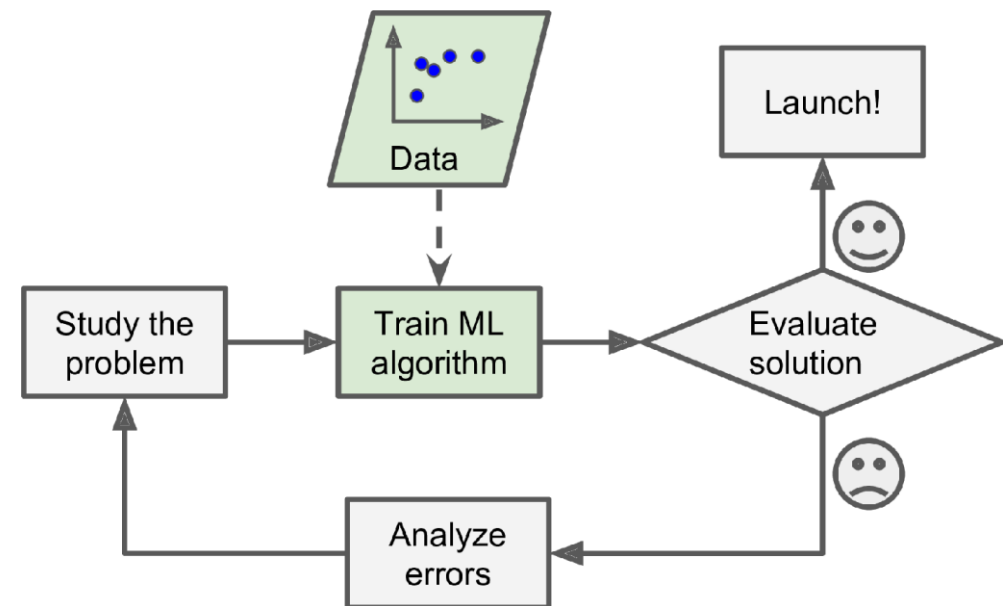 Data
Launch!
Study the
problem
Train ML
algorithm
Evaluate
solution
Analyze
errors